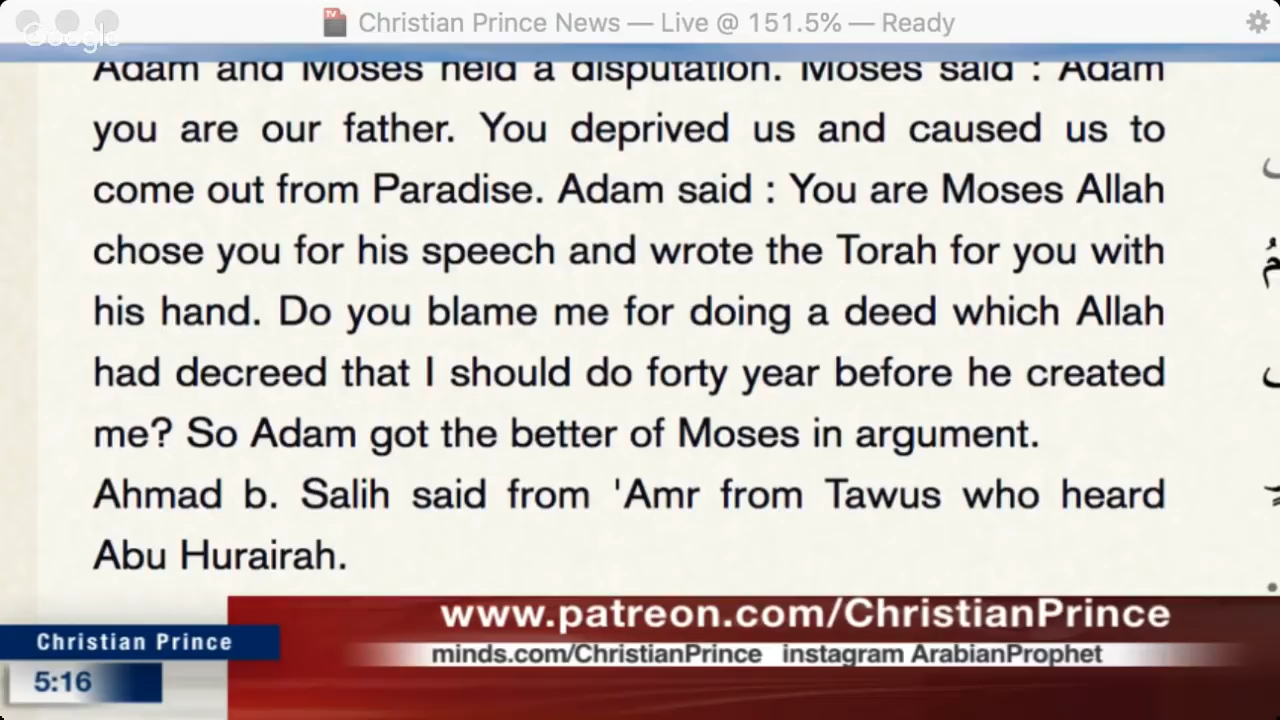 Christian Prince News — Live @ 151.5% — Ready
Google
Adam and Moses held a disputation. Moses said : Adam
you are our father. You deprived us and caused us to
come out from Paradise. Adam said : You are Moses Allah
chose you for his speech and wrote the Torah for you with
his hand. Do you blame me for doing a deed which Allah
had decreed that I should do forty year before he created
me? So Adam got the better of Moses in argument.
Ahmad b. Salih said from 'Amr from Tawus who heard
Abu Hurairah.
www.patreon.com/ChristianPrince
Christian Prince
minds.com/ChristianPrince instagram ArabianProphet
5:16